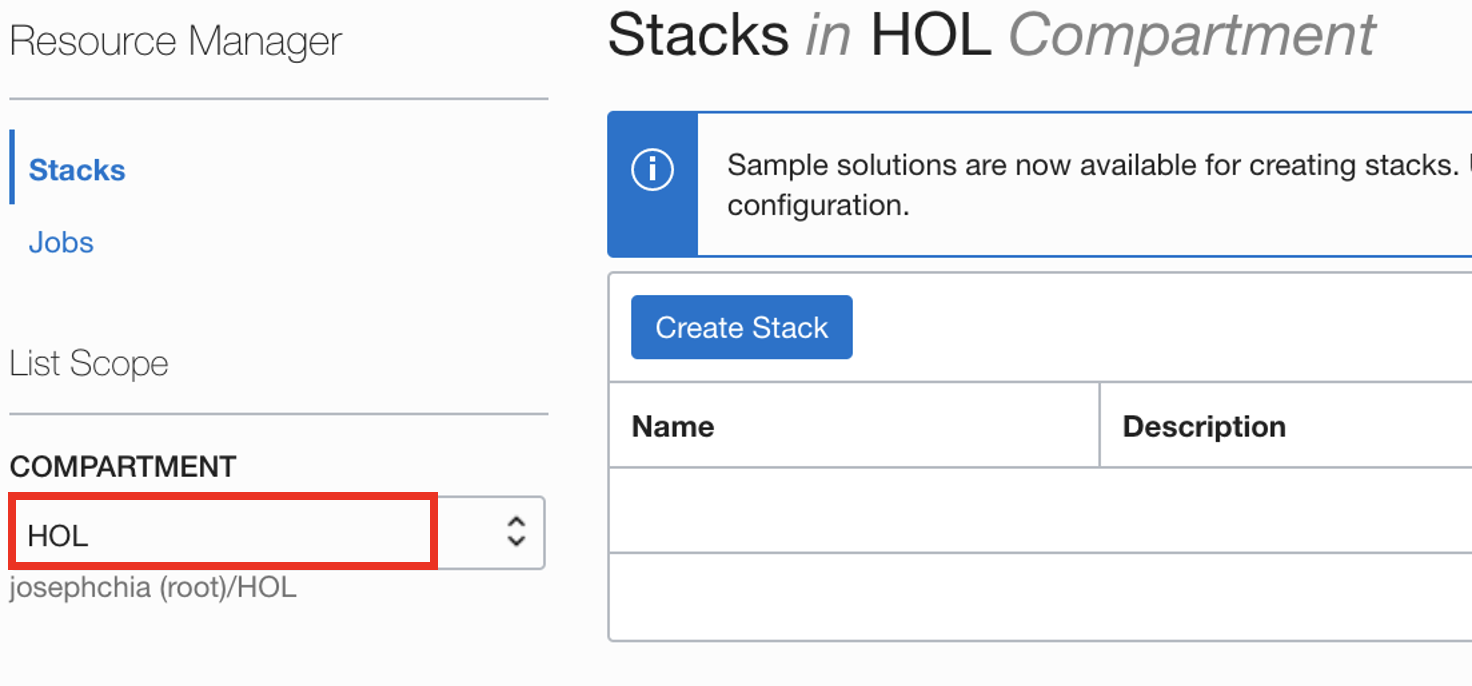 Resource Manager
Stacks
Jobs
List Scope
COMPARTMENT
HOL
josephchia (root)/HOL
Stacks in HOL Compartment
Sample solutions are now available for creating stacks.
configuration.
Create Stack
Name Description